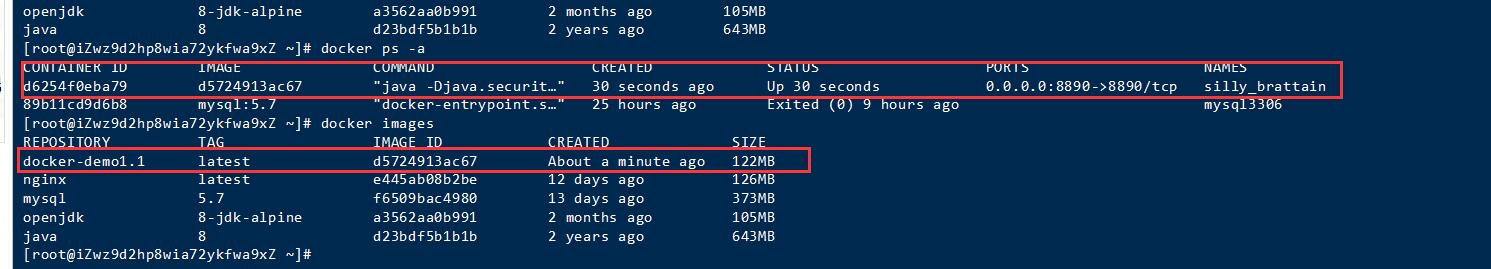 openjdk 8-jdk-alpine a3562aa0b991 2 months ago 105MB
java 8 d23bdf5b1b1b 2 years ago 643MB
[root@iZwz9d2hp8wia72ykfwa9xZ ~]# docker ps -a
CONTAINER ID IMAGE COMMAND CREATED STATUS PORTS NAMES
d6254f0eba79 d5724913ac67 "java -Djava.securit…" 30 seconds ago Up 30 seconds 0.0.0.0:8890->8890/tcp silly_brattain
89b11cd9d6b8 mysql:5.7 "docker-entrypoint.s…" 25 hours ago Exited (0) 9 hours ago mysql3306
[root@iZwz9d2hp8wia72ykfwa9xZ ~]# docker images
REPOSITORY TAG IMAGE ID CREATED SIZE
docker-demo1.1 latest d5724913ac67 About a minute ago 122MB
nginx latest e445ab08b2be 12 days ago 126MB
mysql 5.7 f6509bac4980 13 days ago 373MB
openjdk 8-jdk-alpine a3562aa0b991 2 months ago 105MB
java 8 d23bdf5b1b1b 2 years ago 643MB
[root@iZwz9d2hp8wia72ykfwa9xZ ~]#